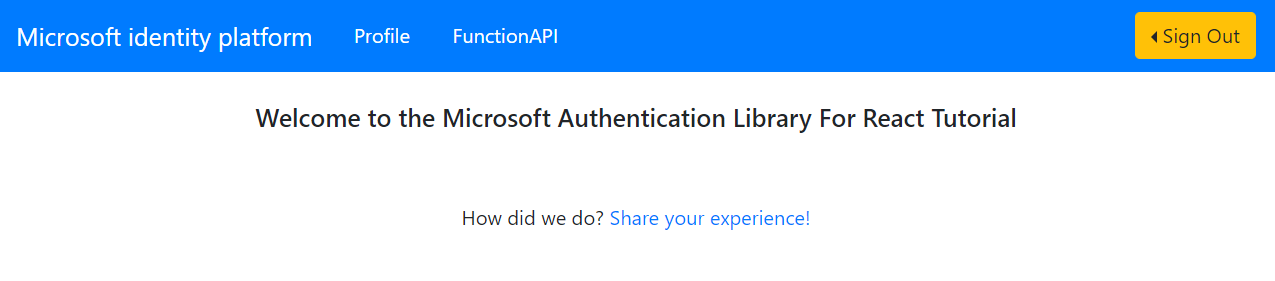 Microsoft identity platform Profile FunctionAPI Sign Out
Welcome to the Microsoft Authentication Library For React Tutorial
How did we do? Share your experience!